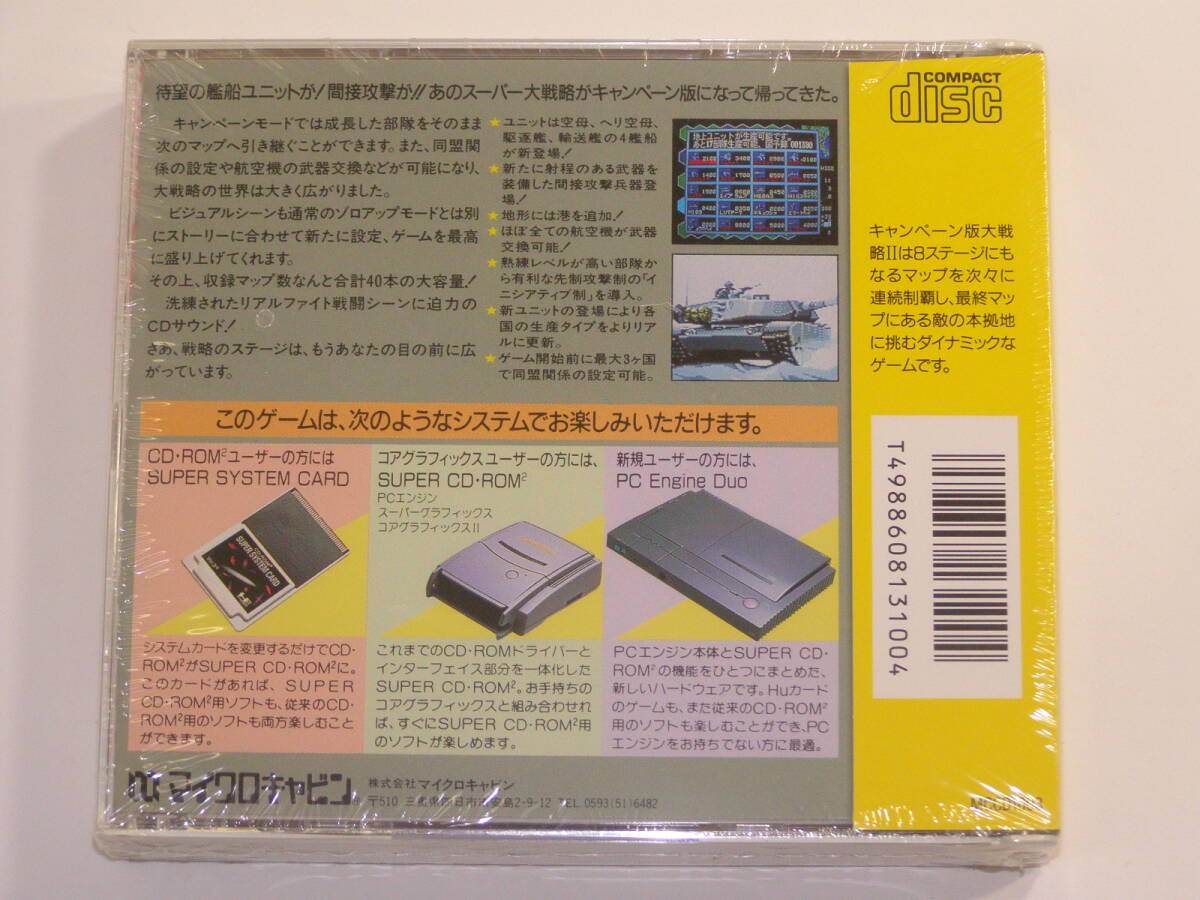 待望の艦船ユニットが!間接攻撃が!!あのスーパー大戦略がキャンペーン版になって帰ってきた。
キャンペーンモードでは成長した部隊をそのまま
次のマップへ引き継ぐことができます。また、同盟関
係の設定や航空機の武器交換などが可能になり、
大戦略の世界は大きく広がりました。
ビジュアルシーンも通常のゾロアップモードとは別
にストーリーに合わせて新たに設定、ゲームを最高
に盛り上げてくれます。
その上、収録マップ数なんと合計40本の大容量!
洗練されたリアルファイト戦闘シーンに迫力の
CDサウンド!
さあ、戦略のステージは、もうあなたの目の前に広
がっています。
★ユニットは空母、ヘリ空母、
駆逐艦、輸送艦の4艦船
が新登場!
★新たに射程のある武器を
装備した間接攻撃兵器登
場!
★地形には港を追加!
★ほぼ全ての航空機が武器
交換可能!
★熟練レベルが高い部隊か
ら有利な先制攻撃制の「イ
ニシアティブ制」を導入。
★新ユニットの登場により各
国の生産タイプをよりリア
ルに更新。
★ゲーム開始前に最大3ヶ国
で同盟関係の設定可能。
地上ユニットが生産可能です。
あと17部隊生産可能。
COMPACT
disc
キャンペーン版大戦
略IIは8ステージにも
なるマップを次々に
連続制覇し、最終マッ
プにある敵の本拠地
に挑むダイナミックな
ゲームです。
T4988608131004
このゲームは、次のようなシステムでお楽しみいただけます。
CD・ROM²ユーザーの方には
SUPER SYSTEM CARD
SUPER SYSTEM CARD
システムカードを変更するだけでCD・
ROM²がSUPER CD・ROM²に。
このカードがあれば、SUPER
CD・ROM²用ソフトも、従来のCD・
ROM²用のソフトも両方楽しむこと
ができます。
コアグラフィックスユーザーの方には、
SUPER CD・ROM²
PCエンジン
スーパーグラフィックス
コアグラフィックスII
これまでのCD・ROMドライバーと
インターフェイス部分を一体化した
SUPER CD・ROM²。お手持ちの
コアグラフィックスと組み合わせれ
ば、すぐにSUPER CD・ROM²用
のソフトが楽しめます。
新規ユーザーの方には、
PC Engine Duo
PCエンジン本体とSUPER CD・
ROM²の機能をひとつにまとめた、
新しいハードウェアです。Huカード
のゲームも、また従来のCD・ROM²
用のソフトも楽しむことができ、PC
エンジンをお持ちでない方に最適。
マイクロキャビン
株式会社マイクロキャビン
〒510 三重県四日市市安島2-9-12 TEL.0593(51)6482